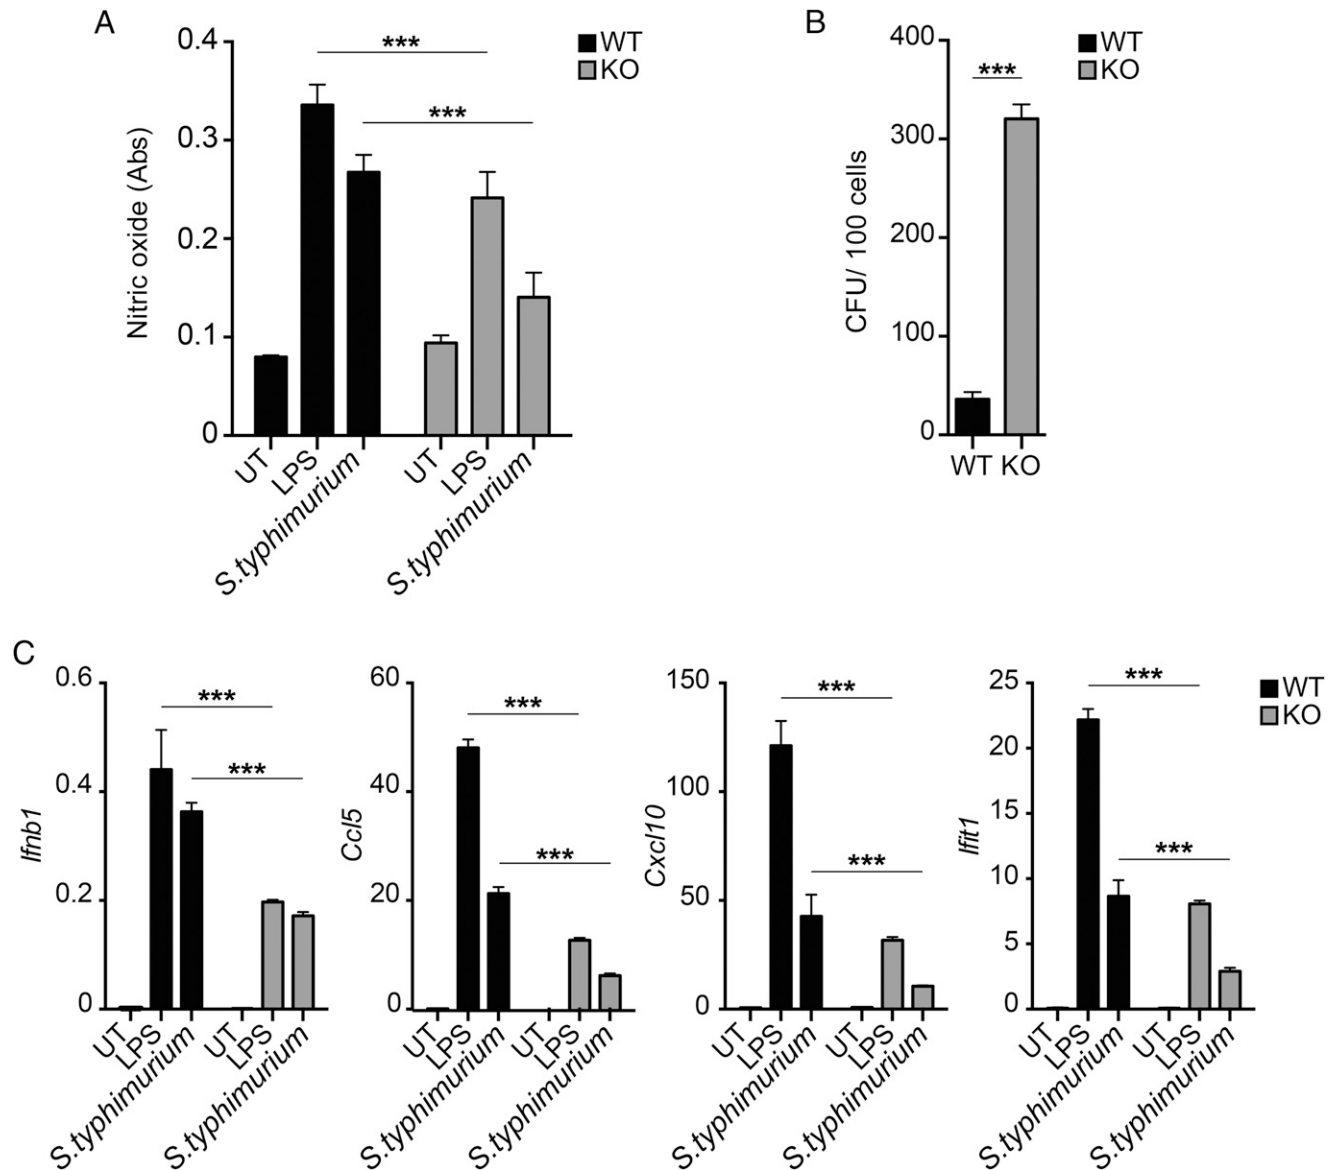 A
Nitric oxide (Abs)
0.4
0.3
0.2
0.1
0
***
***
WT
KO
UT
LPS
S.typhimurium
UT
LPS
S.typhimurium
B
CFU/ 100 cells
400
300
200
100
0
***
WT
KO
WT KO
C
Ifnb1
0.6
0.4
0.2
0
***
***
UT
LPS
S.typhimurium
UT
LPS
S.typhimurium
Ccl5
60
40
20
0
***
***
UT
LPS
S.typhimurium
UT
LPS
S.typhimurium
Cxcl10
150
100
50
0
***
***
UT
LPS
S.typhimurium
UT
LPS
S.typhimurium
Ifit1
25
20
15
10
5
0
***
***
UT
LPS
S.typhimurium
UT
LPS
S.typhimurium
WT
KO